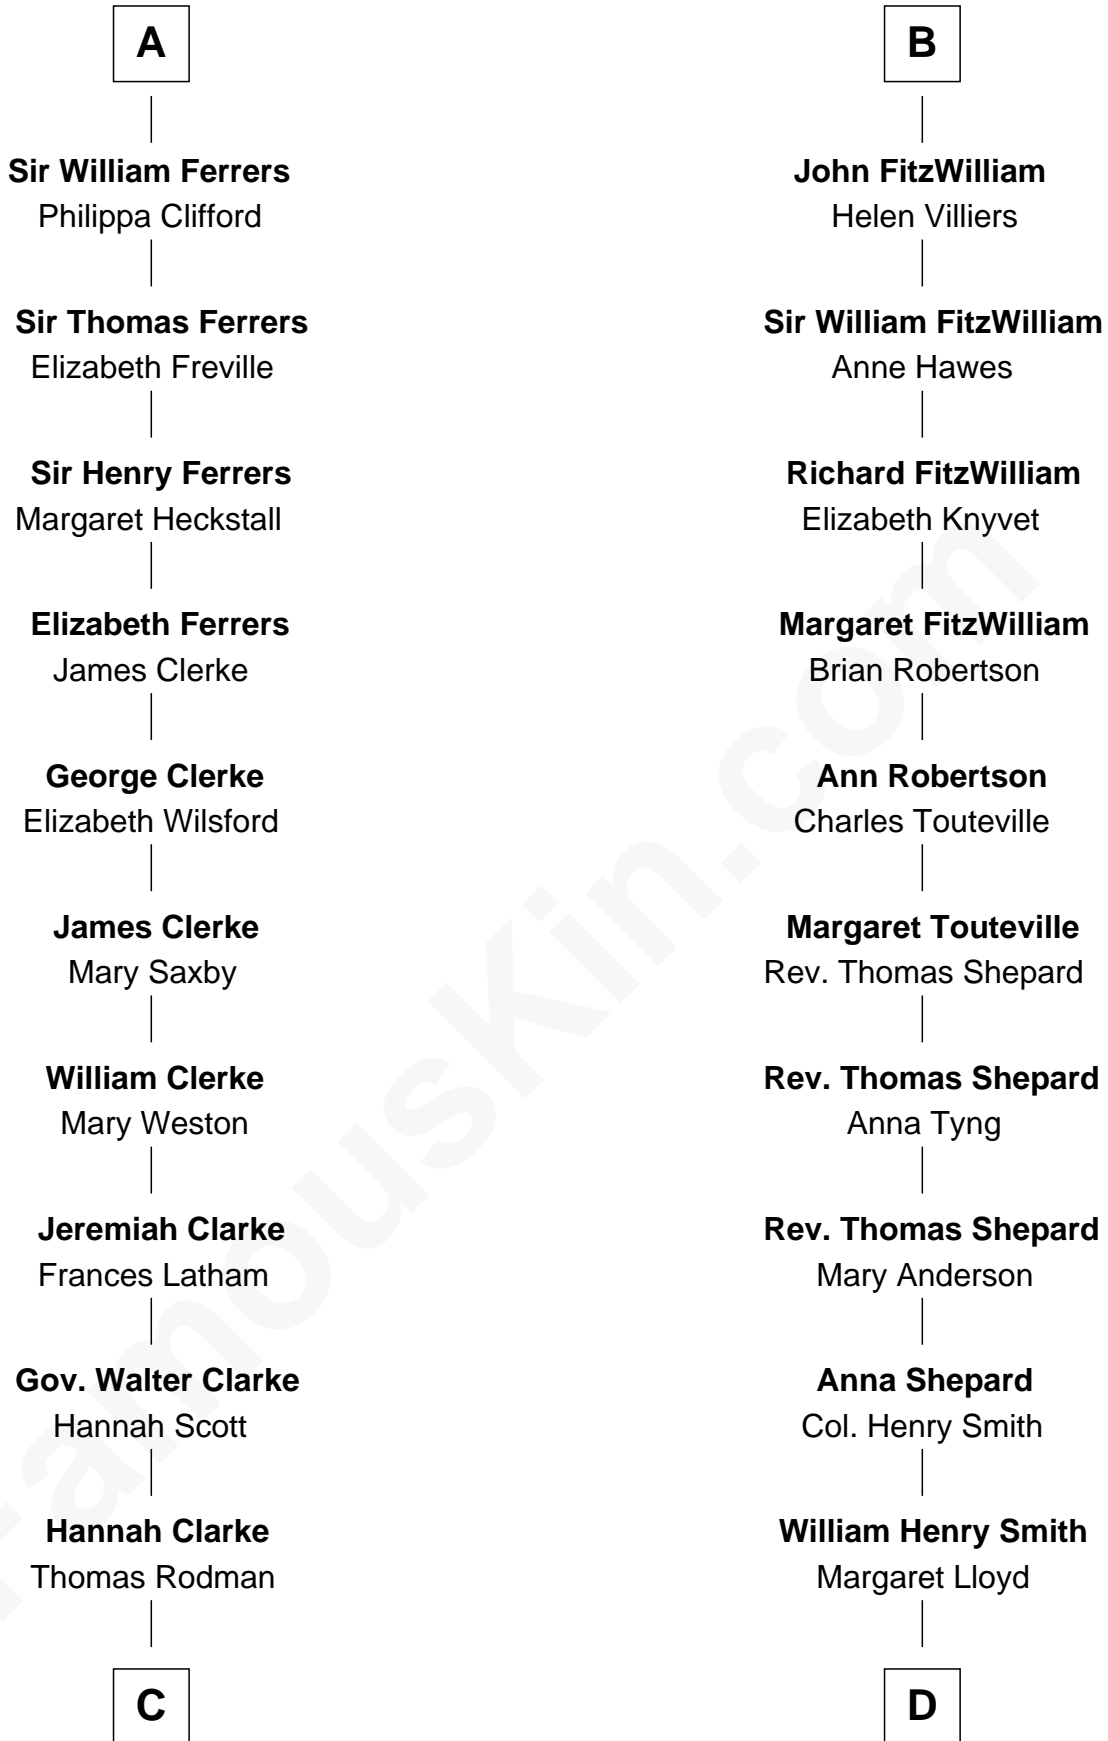 A
Sir William Ferrers
Philippa Clifford
Sir Thomas Ferrers
Elizabeth Freville
Sir Henry Ferrers
Margaret Heckstall
Elizabeth Ferrers
James Clerke
George Clerke
Elizabeth Wilsford
James Clerke
Mary Saxby
William Clerke
Mary Weston
Jeremiah Clarke
Frances Latham
Gov. Walter Clarke
Hannah Scott
Hannah Clarke
Thomas Rodman
C
B
John FitzWilliam
Helen Villiers
Sir William FitzWilliam
Anne Hawes
Richard FitzWilliam
Elizabeth Knyvet
Margaret FitzWilliam
Brian Robertson
Ann Robertson
Charles Touteville
Margaret Touteville
Rev. Thomas Shepard
Rev. Thomas Shepard
Anna Tyng
Rev. Thomas Shepard
Mary Anderson
Anna Shepard
Col. Henry Smith
William Henry Smith
Margaret Lloyd
D
FamousKin.com